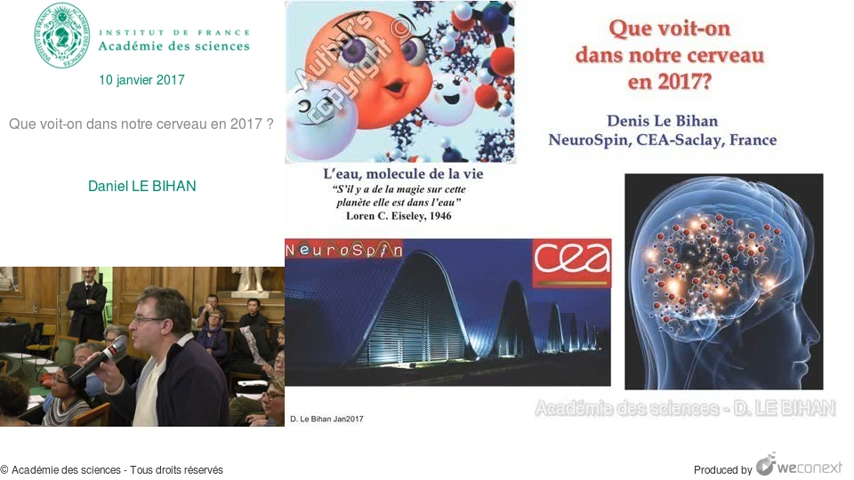 INSTITUT DE FRANCE
Académie des sciences
10 janvier 2017
Que voit-on dans notre cerveau en 2017 ?
Daniel LE BIHAN
Author's
Copyright ©
L'eau, molecule de la vie
“S'il y a de la magie sur cette
planète elle est dans l'eau”
Loren C. Eiseley, 1946
Que voit-on
dans notre cerveau
en 2017?
Denis Le Bihan
NeuroSpin, CEA-Saclay, France
NeuroSpin
cea
D. Le Bihan Jan2017
Académie des sciences - D. LE BIHAN
© Académie des sciences - Tous droits réservés
Produced by weconext